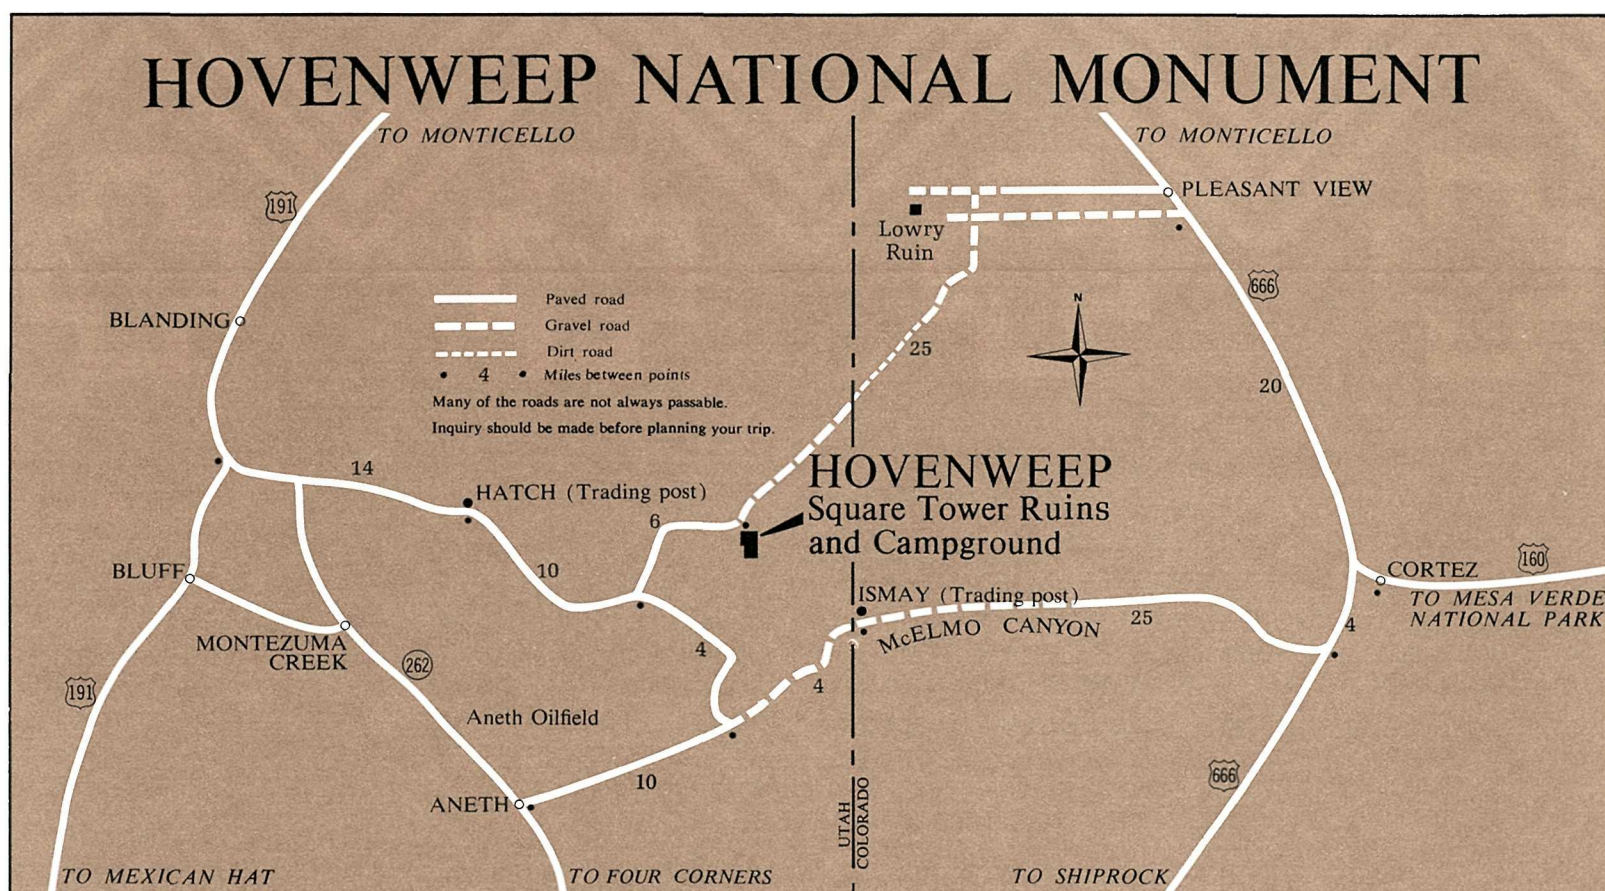 HOVENWEEP NATIONAL MONUMENT
TO MONTICELLO
TO MONTICELLO
191
PLEASANT VIEW
Lowry
Ruin
666
BLANDING
Paved road
Gravel road
Dirt road
4 Miles between points
Many of the roads are not always passable.
Inquiry should be made before planning your trip.
N
25
20
14
HATCH (Trading post)
6
HOVENWEEP
Square Tower Ruins
and Campground
BLUFF
10
ISMAY (Trading post)
25
McELMO CANYON
CORTEZ
160
TO MESA VERDE
NATIONAL PARK
4
MONTEZUMA
CREEK
262
4
4
191
Aneth Oilfield
10
666
ANETH
UTAH
COLORADO
TO MEXICAN HAT
TO FOUR CORNERS
TO SHIPROCK